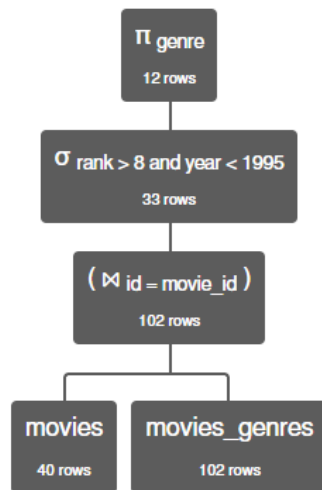 π genre
12 rows
σ rank > 8 and year < 1995
33 rows
( ⋈ id = movie_id )
102 rows
movies
40 rows
movies_genres
102 rows